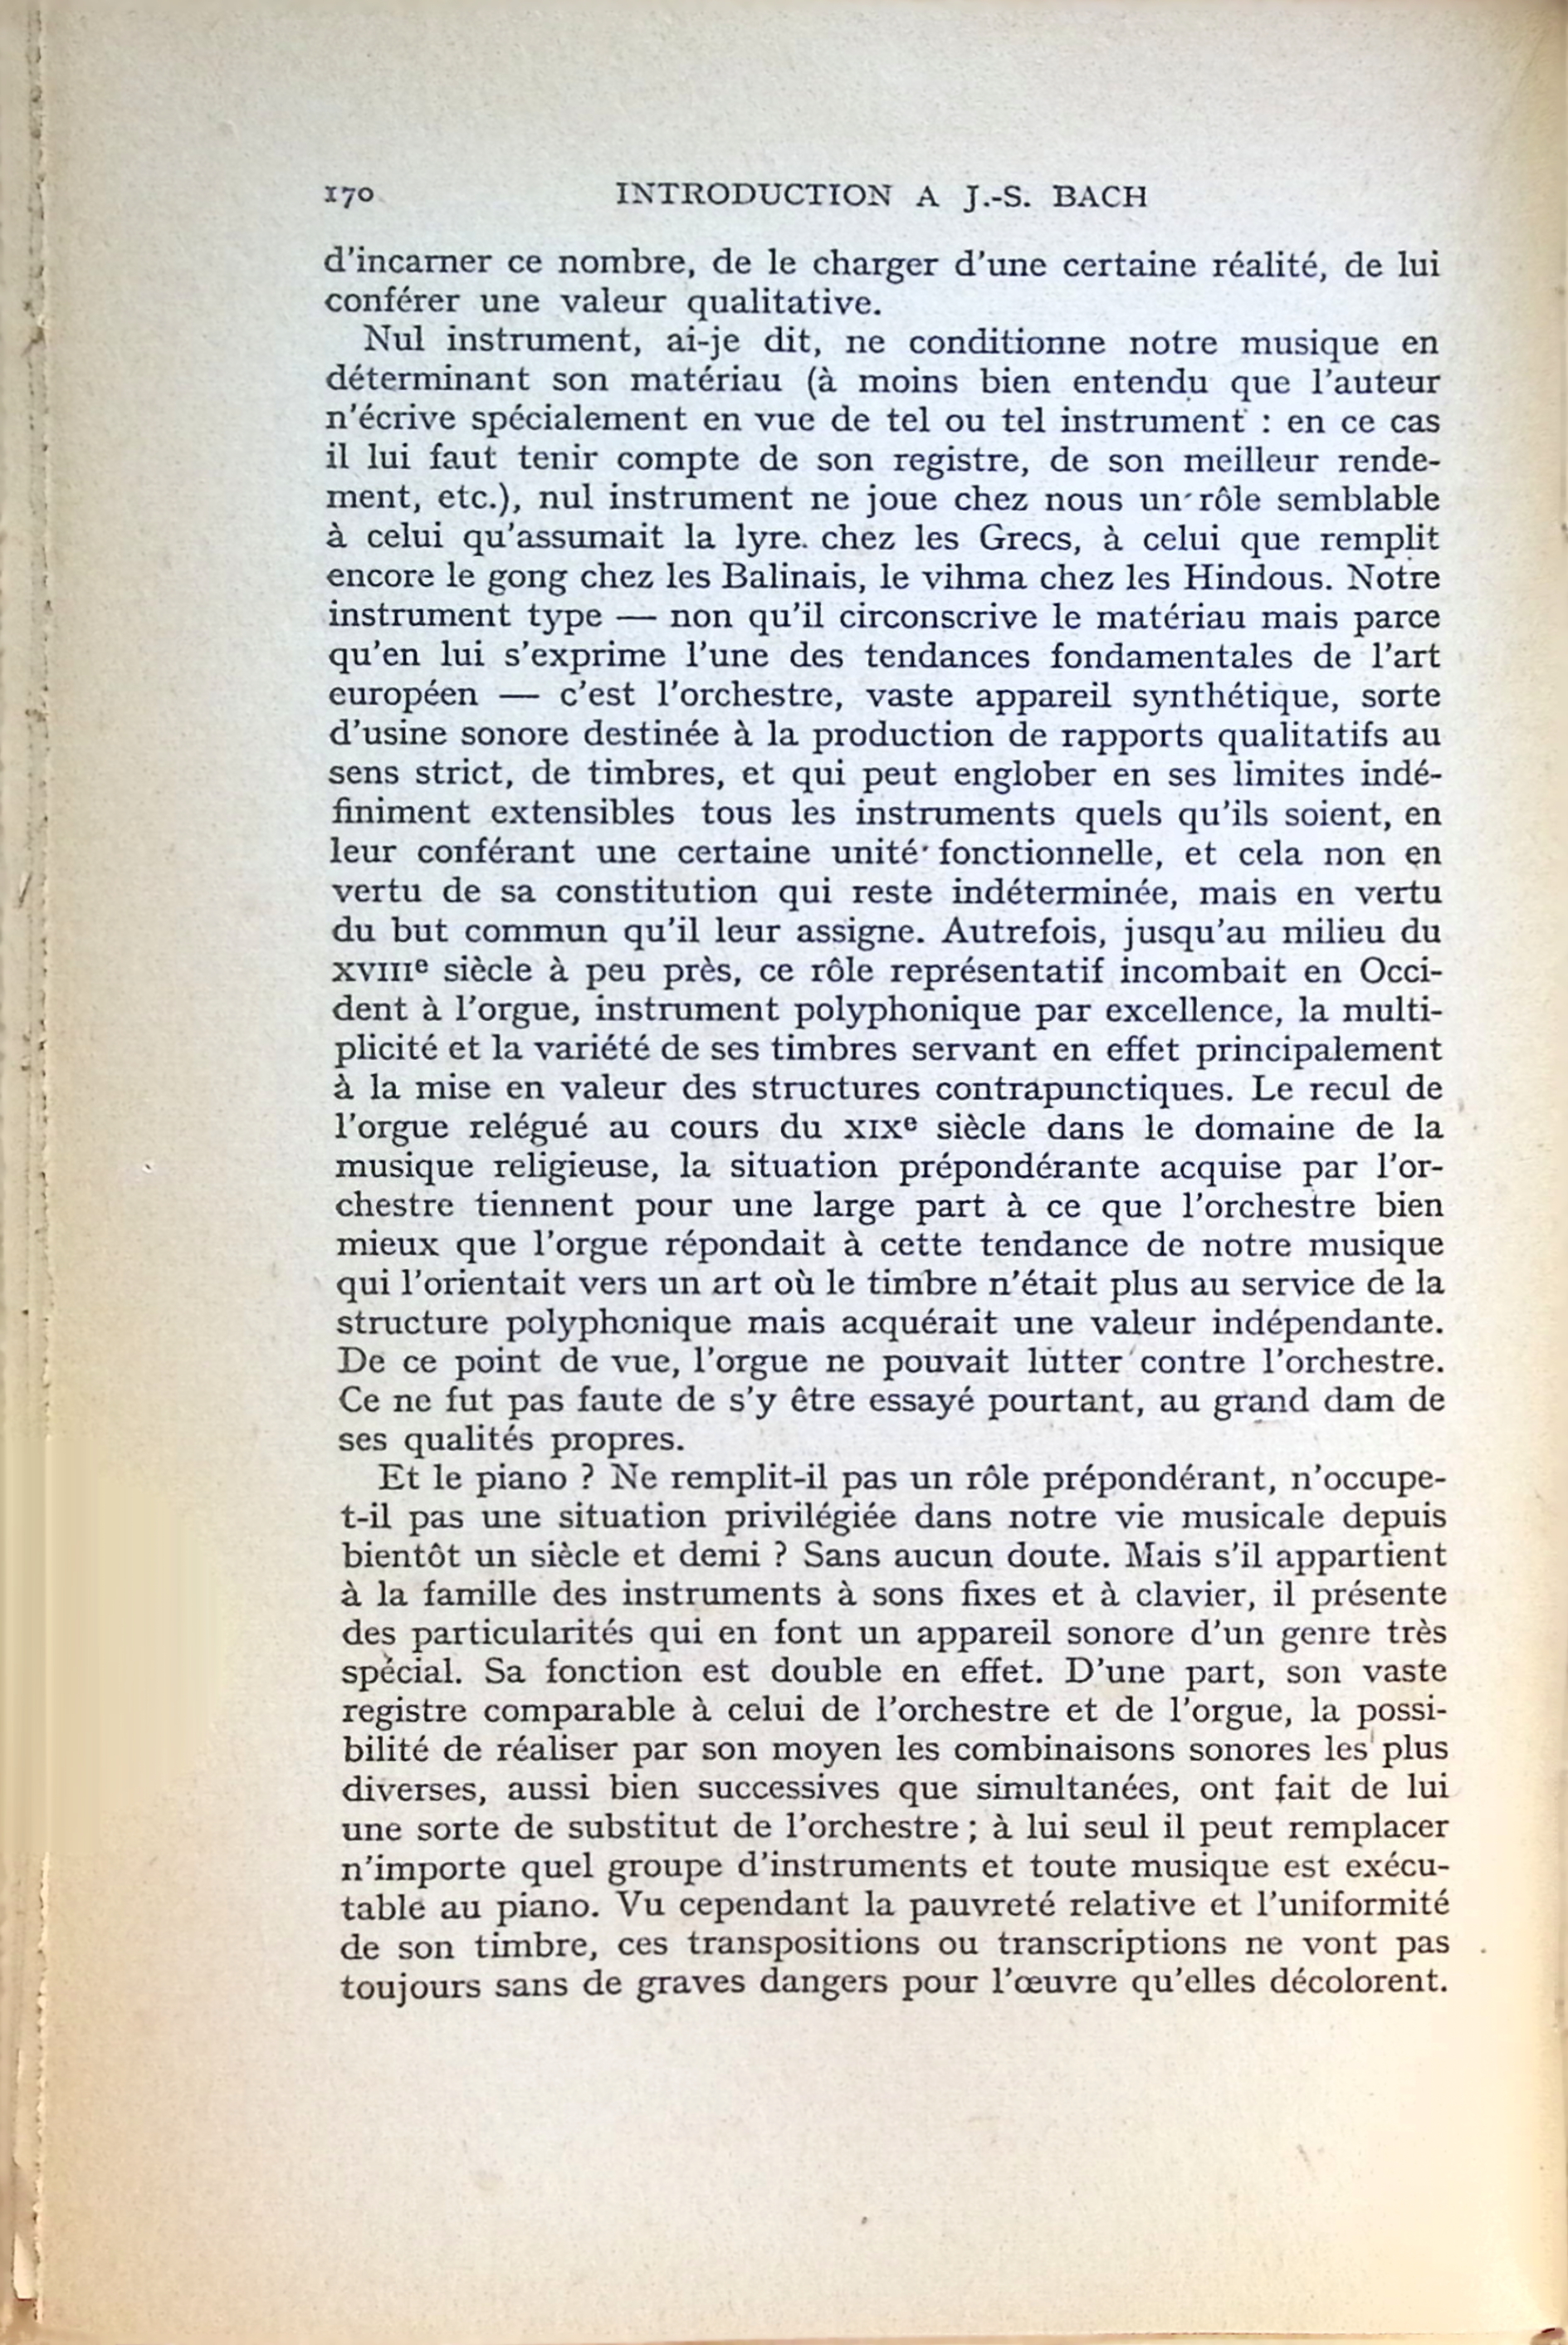 170 INTRODUCTION A J.-S. BACH
d'incarner ce nombre, de le charger d'une certaine réalité, de lui
conférer une valeur qualitative.
Nul instrument, ai-je dit, ne conditionne notre musique en
déterminant son matériau (à moins bien entendu que l'auteur
n'écrive spécialement en vue de tel ou tel instrument : en ce cas
il lui faut tenir compte de son registre, de son meilleur rende-
ment, etc.), nul instrument ne joue chez nous un rôle semblable
à celui qu'assumait la lyre. chez les Grecs, à celui que remplit
encore le gong chez les Balinais, le vihma chez les Hindous. Notre
instrument type — non qu'il circonscrive le matériau mais parce
qu'en lui s'exprime l'une des tendances fondamentales de l'art
européen — c'est l'orchestre, vaste appareil synthétique, sorte
d'usine sonore destinée à la production de rapports qualitatifs au
sens strict, de timbres, et qui peut englober en ses limites indé-
finiment extensibles tous les instruments quels qu'ils soient, en
leur conférant une certaine unité fonctionnelle, et cela non en
vertu de sa constitution qui reste indéterminée, mais en vertu
du but commun qu'il leur assigne. Autrefois, jusqu'au milieu du
XVIIIe siècle à peu près, ce rôle représentatif incombait en Occi-
dent à l'orgue, instrument polyphonique par excellence, la multi-
plicité et la variété de ses timbres servant en effet principalement
à la mise en valeur des structures contrapunctiques. Le recul de
l'orgue relégué au cours du XIXe siècle dans le domaine de la
musique religieuse, la situation prépondérante acquise par l'or-
chestre tiennent pour une large part à ce que l'orchestre bien
mieux que l'orgue répondait à cette tendance de notre musique
qui l'orientait vers un art où le timbre n'était plus au service de la
structure polyphonique mais acquérait une valeur indépendante.
De ce point de vue, l'orgue ne pouvait lutter contre l'orchestre.
Ce ne fut pas faute de s'y être essayé pourtant, au grand dam de
ses qualités propres.
Et le piano ? Ne remplit-il pas un rôle prépondérant, n'occupe-
t-il pas une situation privilégiée dans notre vie musicale depuis
bientôt un siècle et demi ? Sans aucun doute. Mais s'il appartient
à la famille des instruments à sons fixes et à clavier, il présente
des particularités qui en font un appareil sonore d'un genre très
spécial. Sa fonction est double en effet. D'une part, son vaste
registre comparable à celui de l'orchestre et de l'orgue, la possi-
bilité de réaliser par son moyen les combinaisons sonores les plus
diverses, aussi bien successives que simultanées, ont fait de lui
une sorte de substitut de l'orchestre ; à lui seul il peut remplacer
n'importe quel groupe d'instruments et toute musique est exécu-
table au piano. Vu cependant la pauvreté relative et l'uniformité
de son timbre, ces transpositions ou transcriptions ne vont pas
toujours sans de graves dangers pour l'œuvre qu'elles décolorent.